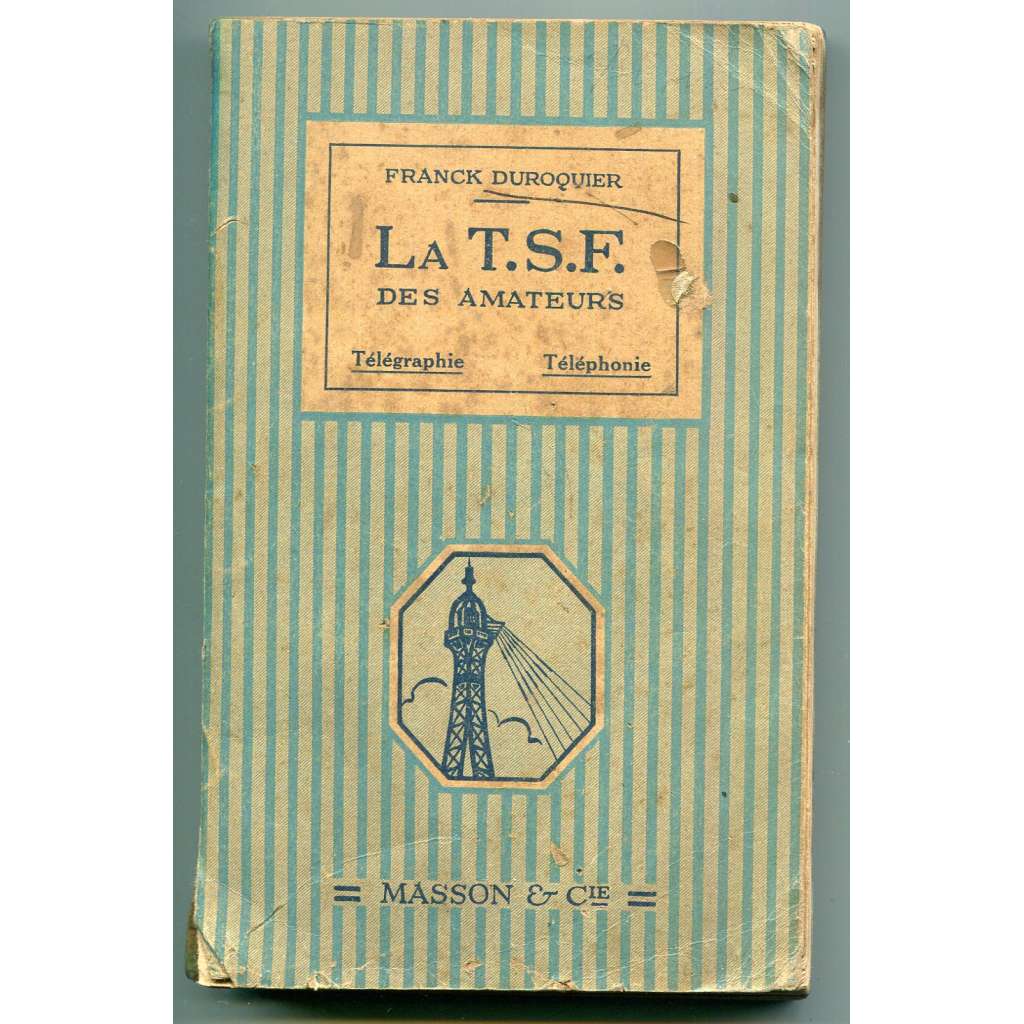 FRANCK DUROQUIER
LA T.S.F.
DES AMATEURS
Télégraphie Téléphonie
MASSON & CIE